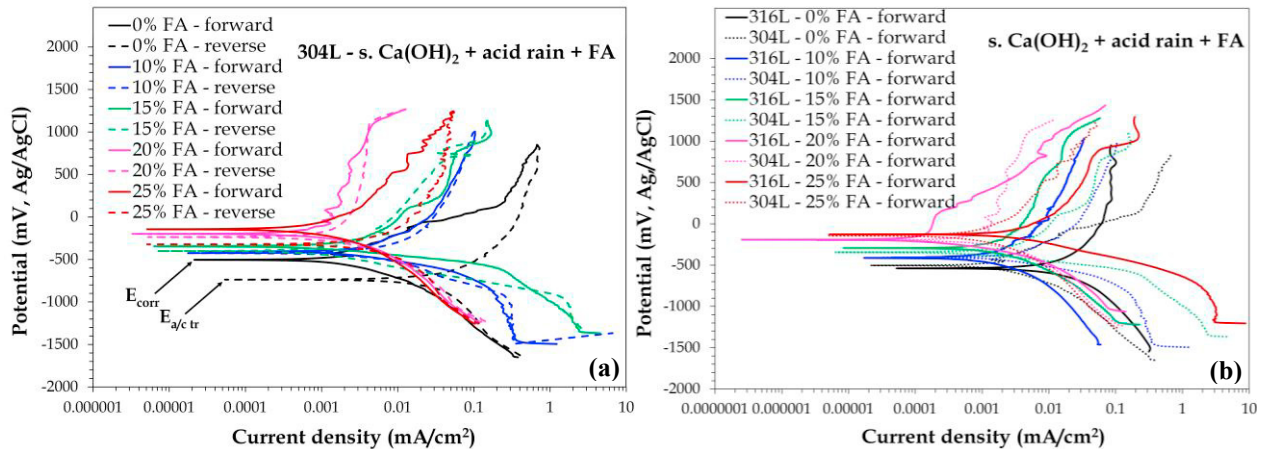 0% FA - forward
0% FA - reverse
10% FA - forward
10% FA - reverse
15% FA - forward
15% FA - reverse
20% FA - forward
20% FA - reverse
25% FA - forward
25% FA - reverse
304L - s. Ca(OH)₂ + acid rain + FA
2000
1500
1000
500
0
-500
-1000
-1500
-2000
Potential (mV, Ag/AgCl)
E_corr
E_a/c tr
(a)
0.000001 0.00001 0.0001 0.001 0.01 0.1 1 10
Current density (mA/cm²)
316L - 0% FA - forward
304L - 0% FA - forward
316L - 10% FA - forward
304L - 10% FA - forward
316L - 15% FA - forward
304L - 15% FA - forward
316L - 20% FA - forward
304L - 20% FA - forward
316L - 25% FA - forward
304L - 25% FA - forward
s. Ca(OH)₂ + acid rain + FA
2000
1500
1000
500
0
-500
-1000
-1500
-2000
Potential (mV, Ag/AgCl)
(b)
0.0000001 0.000001 0.00001 0.0001 0.001 0.01 0.1 1 10
Current density (mA/cm²)